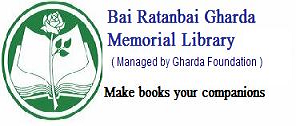 Bai Ratanbai Gharda
Memorial Library
( Managed by Gharda Foundation )
Make books your companions